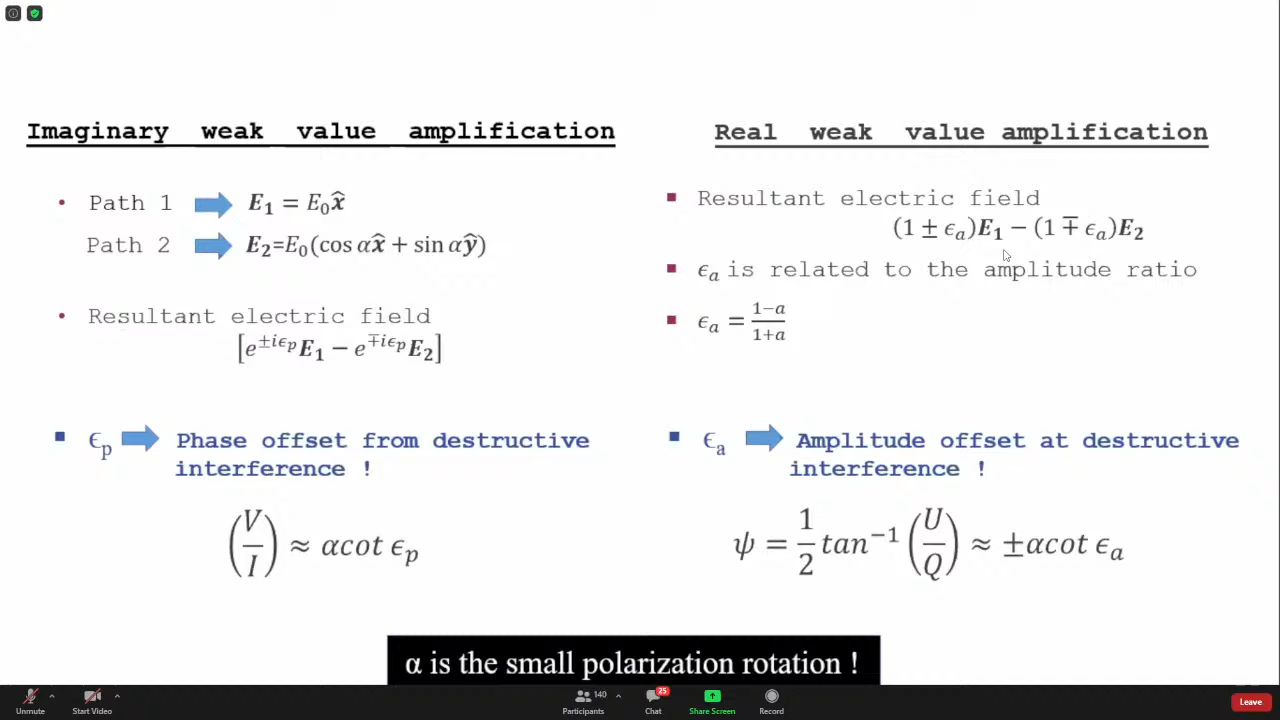 Imaginary weak value amplification
Path 1 E₁ = E₀x̂
Path 2 E₂=E₀(cos αx̂ + sin αŷ)
Resultant electric field
[e^{±iϵₚ}E₁ − e^{∓iϵₚ}E₂]
ϵₚ Phase offset from destructive
interference !
(V/I) ≈ αcot ϵₚ
Real weak value amplification
Resultant electric field
(1 ± ϵₐ)E₁ − (1 ∓ ϵₐ)E₂
ϵₐ is related to the amplitude ratio
ϵₐ = 1−a/1+a
ϵₐ Amplitude offset at destructive
interference !
ψ = 1/2 tan⁻¹ (U/Q) ≈ ±αcot ϵₐ
α is the small polarization rotation !
Unmute Start Video Participants 140 Chat 25 Share Screen Record Leave